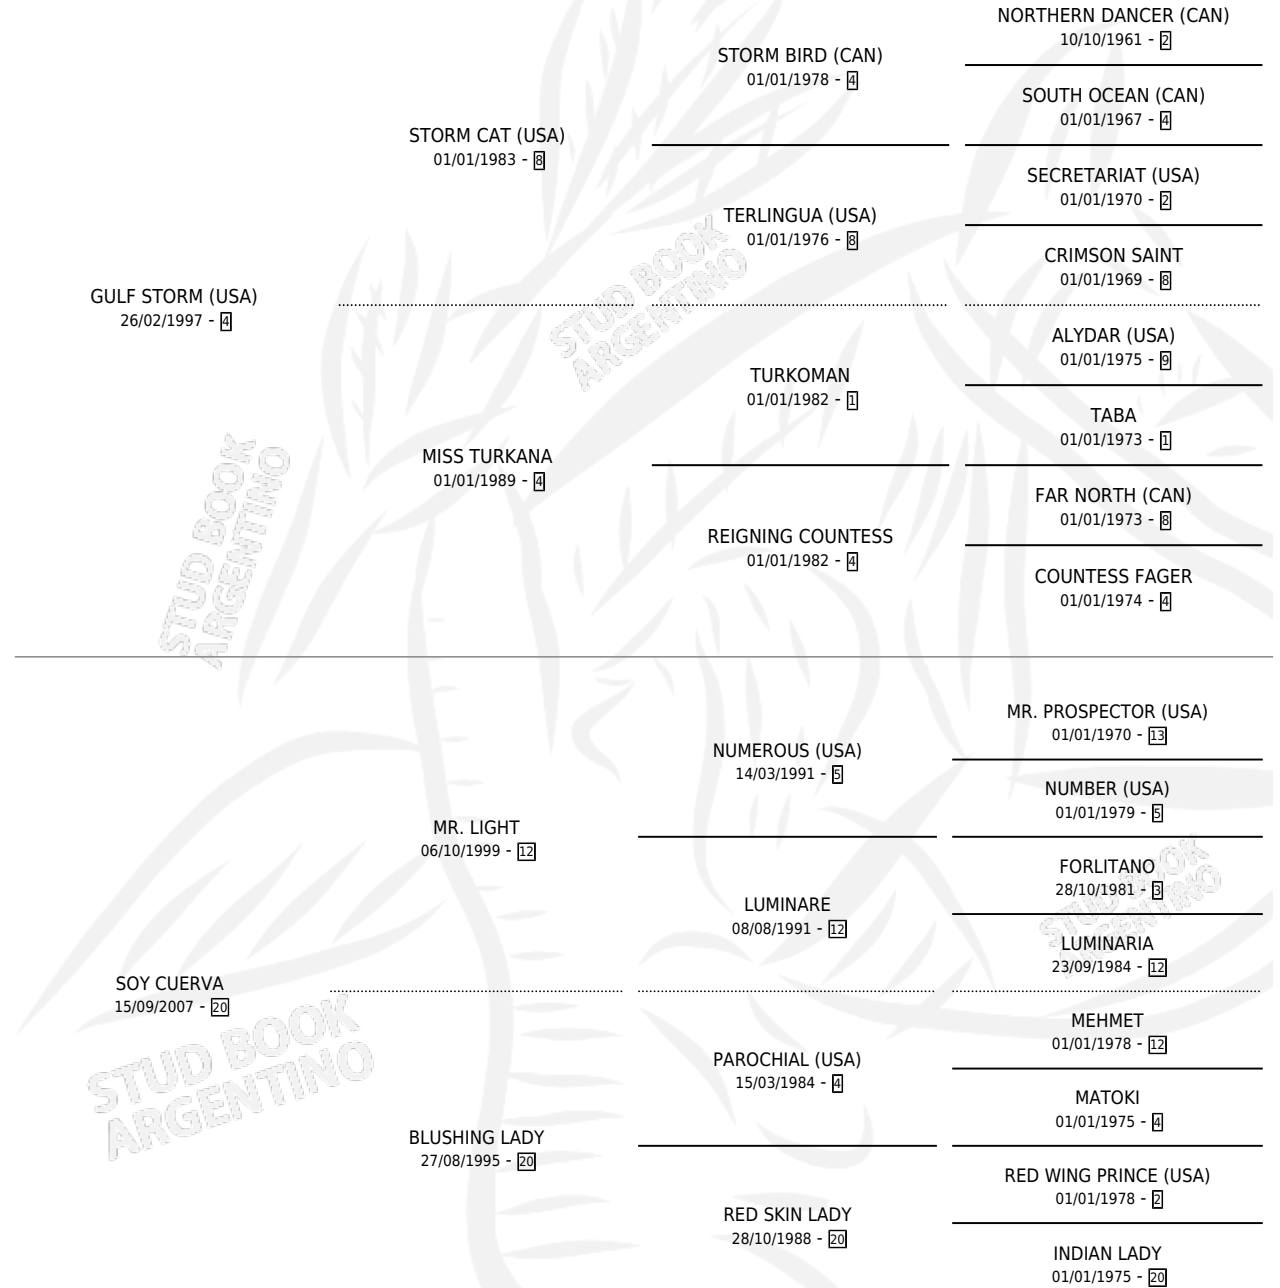 NORTHERN DANCER (CAN)
10/10/1961 - 2
STORM BIRD (CAN)
01/01/1978 - 4
SOUTH OCEAN (CAN)
01/01/1967 - 4
STORM CAT (USA)
01/01/1983 - 8
SECRETARIAT (USA)
01/01/1970 - 2
TERLINGUA (USA)
01/01/1976 - 8
CRIMSON SAINT
01/01/1969 - 8
GULF STORM (USA)
26/02/1997 - 4
STUD BOOK
ARGENTINO
ALYDAR (USA)
01/01/1975 - 9
TURKOMAN
01/01/1982 - 1
TABA
01/01/1973 - 1
MISS TURKANA
01/01/1989 - 4
FAR NORTH (CAN)
01/01/1973 - 8
REIGNING COUNTESS
01/01/1982 - 4
COUNTESS FAGER
01/01/1974 - 4
STUD BOOK
ARGENTINO
MR. PROSPECTOR (USA)
01/01/1970 - 13
NUMEROUS (USA)
14/03/1991 - 5
NUMBER (USA)
01/01/1979 - 5
MR. LIGHT
06/10/1999 - 12
FORLITANO
28/10/1981 - 3
LUMINARE
08/08/1991 - 12
STUD BOOK
ARGENTINO
LUMINARIA
23/09/1984 - 12
SOY CUERVA
15/09/2007 - 20
MEHMET
01/01/1978 - 12
PAROCHIAL (USA)
15/03/1984 - 4
STUD BOOK
ARGENTINO
MATOKI
01/01/1975 - 4
BLUSHING LADY
27/08/1995 - 20
RED WING PRINCE (USA)
01/01/1978 - 2
RED SKIN LADY
28/10/1988 - 20
INDIAN LADY
01/01/1975 - 20